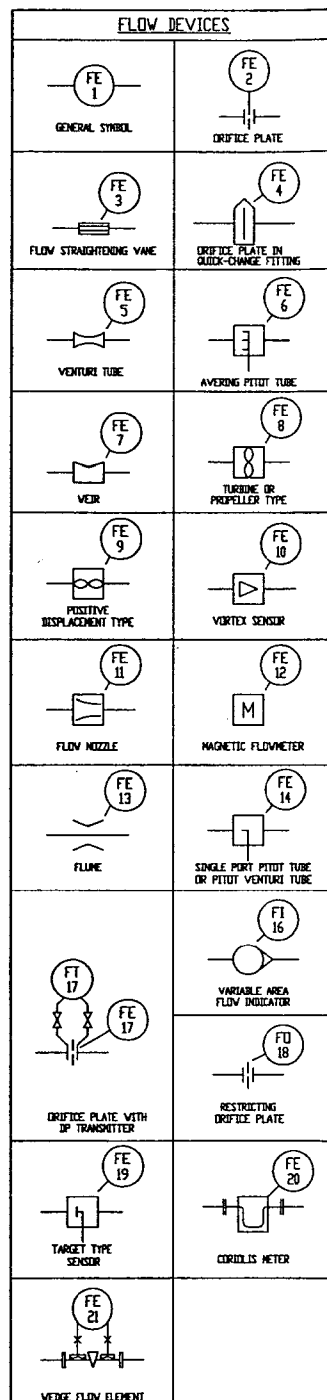 FLOW DEVICES
FE
1
GENERAL SYMBOL
FE
2
ORIFICE PLATE
FE
3
FLOW STRAIGHTENING VANE
FE
4
ORIFICE PLATE IN
QUICK-CHANGE FITTING
FE
5
VENTURI TUBE
FE
6
AVERING PITOT TUBE
FE
7
WEIR
FE
8
TURBINE OR
PROPELLER TYPE
FE
9
POSITIVE
DISPLACEMENT TYPE
FE
10
VORTEX SENSOR
FE
11
FLOW NOZZLE
FE
12
M
MAGNETIC FLOWMETER
FE
13
FLUME
FE
14
SINGLE PORT PITOT TUBE
OR PITOT VENTURI TUBE
FT
17
FE
17
ORIFICE PLATE WITH
DP TRANSMITTER
FI
16
VARIABLE AREA
FLOW INDICATOR
FO
18
RESTRICTING
ORIFICE PLATE
FE
19
TARGET TYPE
SENSOR
FE
20
CORIOLIS METER
FE
21
WEDGE FLOW ELEMENT